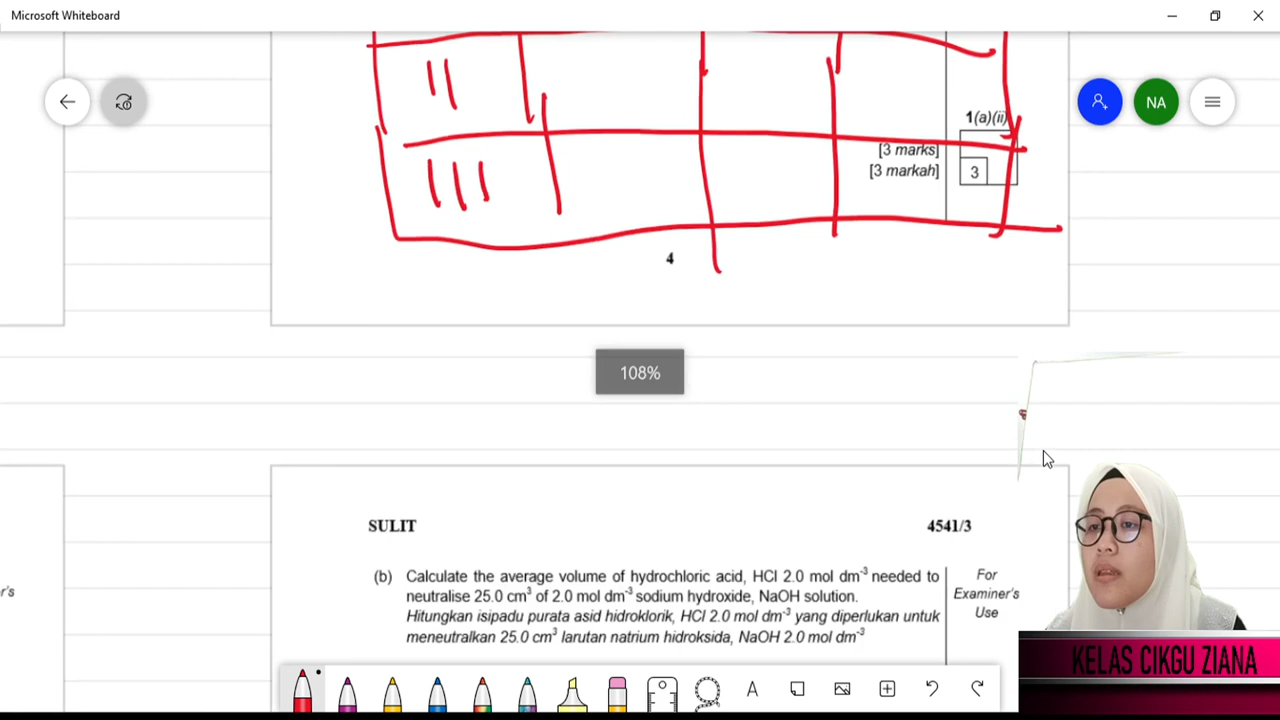 Microsoft Whiteboard
NA
II
III
1(a)(ii)
[3 marks]
[3 markah]
3
4
108%
SULIT
4541/3
(b) Calculate the average volume of hydrochloric acid, HCl 2.0 mol dm⁻³ needed to
neutralise 25.0 cm³ of 2.0 mol dm⁻³ sodium hydroxide, NaOH solution.
Hitungkan isipadu purata asid hidroklorik, HCl 2.0 mol dm⁻³ yang diperlukan untuk
meneutralkan 25.0 cm³ larutan natrium hidroksida, NaOH 2.0 mol dm⁻³
For
Examiner's
Use
r's
KELAS CIKGU ZIANA
A